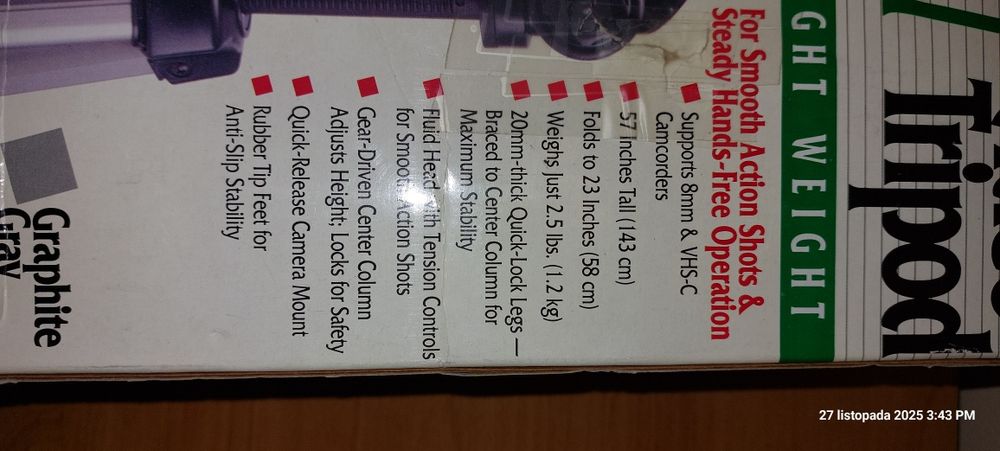 Tripod
GHT WEIGHT
For Smooth Action Shots &
Steady Hands-Free Operation
Supports 8mm & VHS-C
Camcorders
57 Inches Tall (143 cm)
Folds to 23 Inches (58 cm)
Weighs Just 2.5 lbs. (1.2 kg)
20mm-thick Quick-Lock Legs—
Braced to Center Column for
Maximum Stability
Fluid Head with Tension Controls
for Smooth Action Shots
Gear-Driven Center Column
Adjusts Height; Locks for Safety
Quick-Release Camera Mount
Rubber Tip Feet for
Anti-Slip Stability
Graphite
Gray
27 listopada 2025 3:43 PM